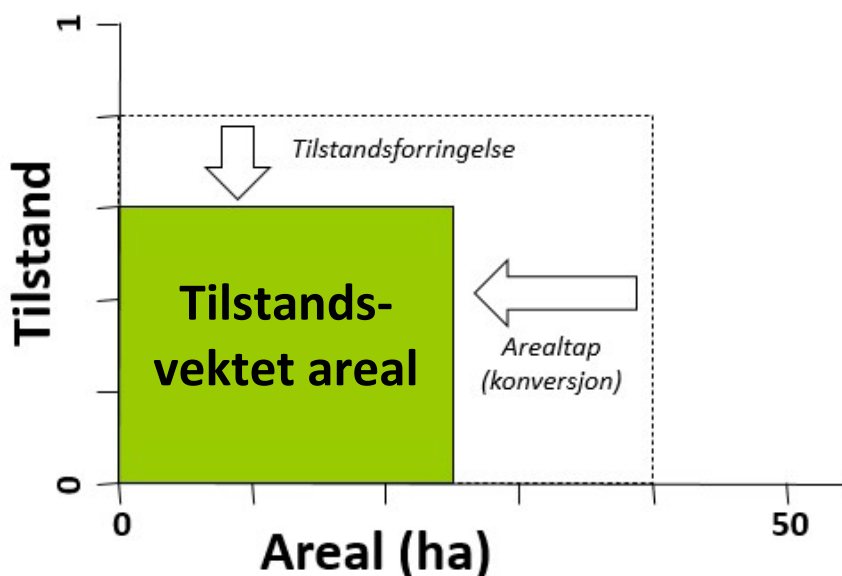 1
Tilstandsforringelse
Tilstand
Tilstands-
vektet areal
Arealtap
(konversjon)
0
0
50
Areal (ha)